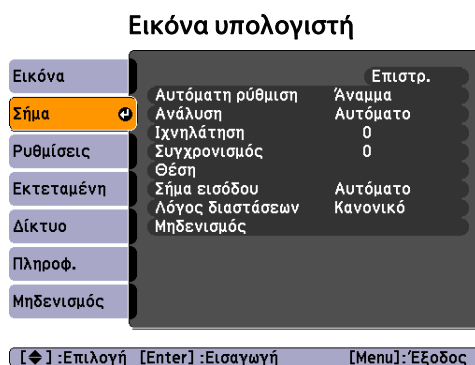 Εικόνα υπολογιστή
Εικόνα
Σήμα
Ρυθμίσεις
Εκτεταμένη
Δίκτυο
Πληροφ.
Μηδενισμός
Επιστρ.
Αυτόματη ρύθμιση Άναμμα
Ανάλυση Αυτόματο
Ιχνηλάτηση 0
Συγχρονισμός 0
Θέση
Σήμα εισόδου Αυτόματο
Λόγος διαστάσεων Κανονικό
Μηδενισμός
[◆] :Επιλογή [Enter] :Εισαγωγή [Menu]:Έξοδος